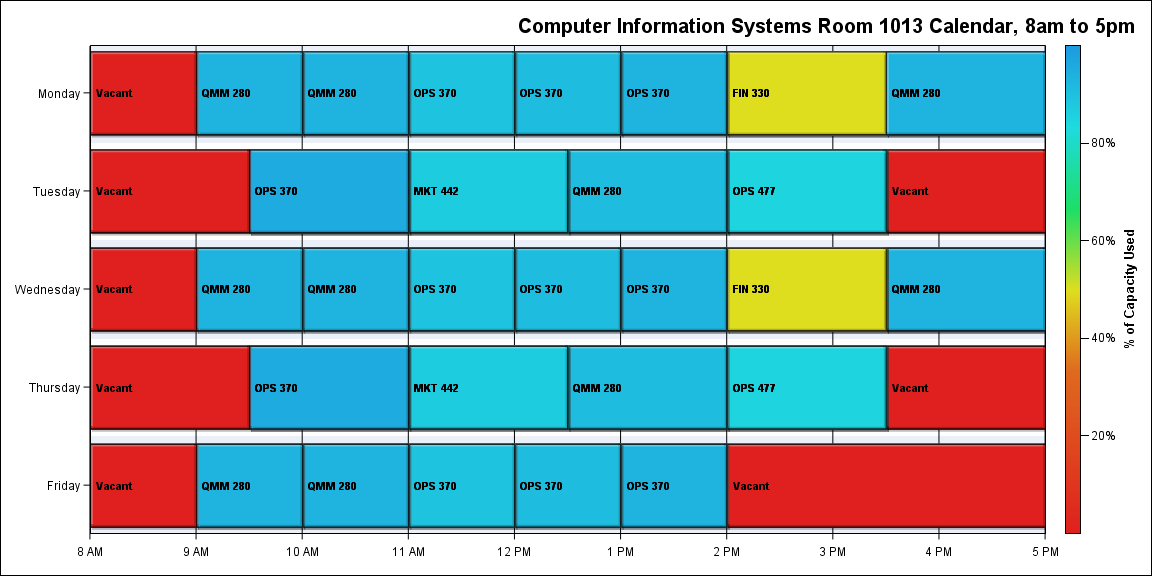 Computer Information Systems Room 1013 Calendar, 8am to 5pm
Monday
Vacant
QMM 280
QMM 280
OPS 370
OPS 370
OPS 370
FIN 330
QMM 280
Tuesday
Vacant
OPS 370
MKT 442
QMM 280
OPS 477
Vacant
Wednesday
Vacant
QMM 280
QMM 280
OPS 370
OPS 370
OPS 370
FIN 330
QMM 280
Thursday
Vacant
OPS 370
MKT 442
QMM 280
OPS 477
Vacant
Friday
Vacant
QMM 280
QMM 280
OPS 370
OPS 370
OPS 370
Vacant
8 AM
9 AM
10 AM
11 AM
12 PM
1 PM
2 PM
3 PM
4 PM
5 PM
80%
60%
40%
20%
% of Capacity Used